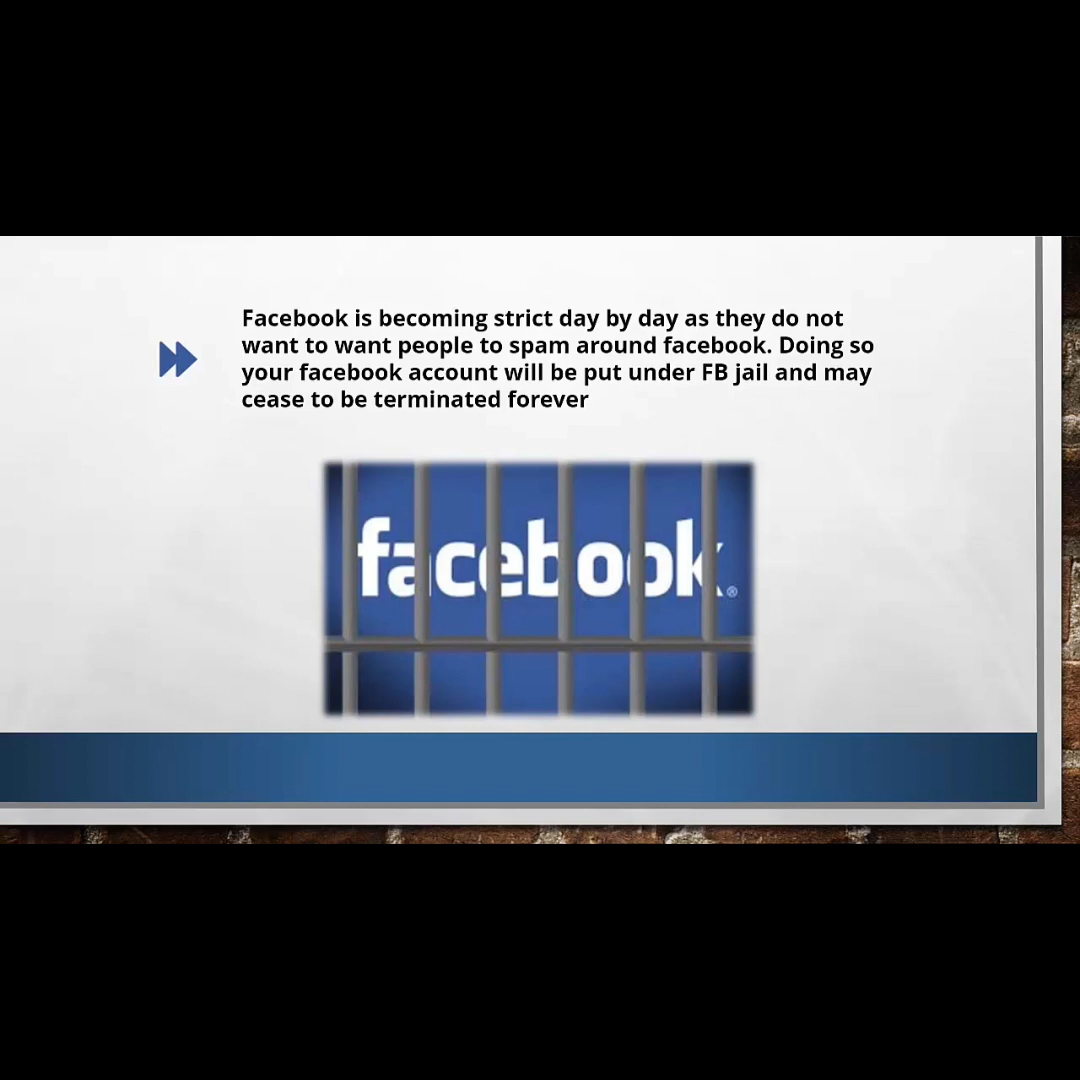 Facebook is becoming strict day by day as they do not
want to want people to spam around facebook. Doing so
your facebook account will be put under FB jail and may
cease to be terminated forever
facebook®